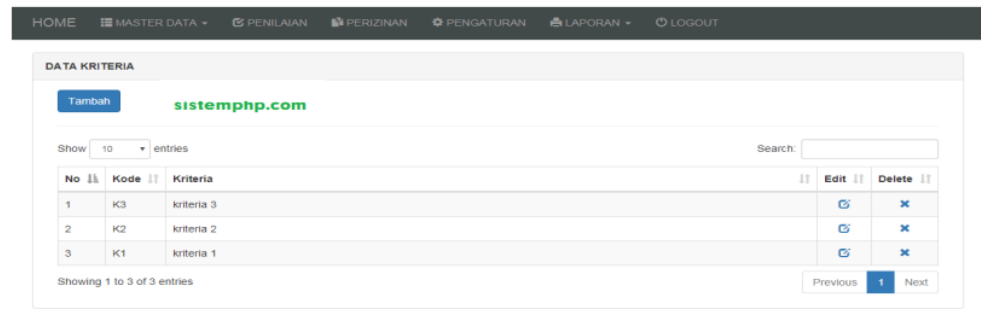 HOME MASTER DATA PENILAIAN PERIZINAN PENGATURAN LAPORAN LOGOUT
DATA KRITERIA
Tambah sistemphp.com
Show 10 entries Search:
No Kode Kriteria Edit Delete
1 K3 kriteria 3
2 K2 kriteria 2
3 K1 kriteria 1
Showing 1 to 3 of 3 entries Previous 1 Next